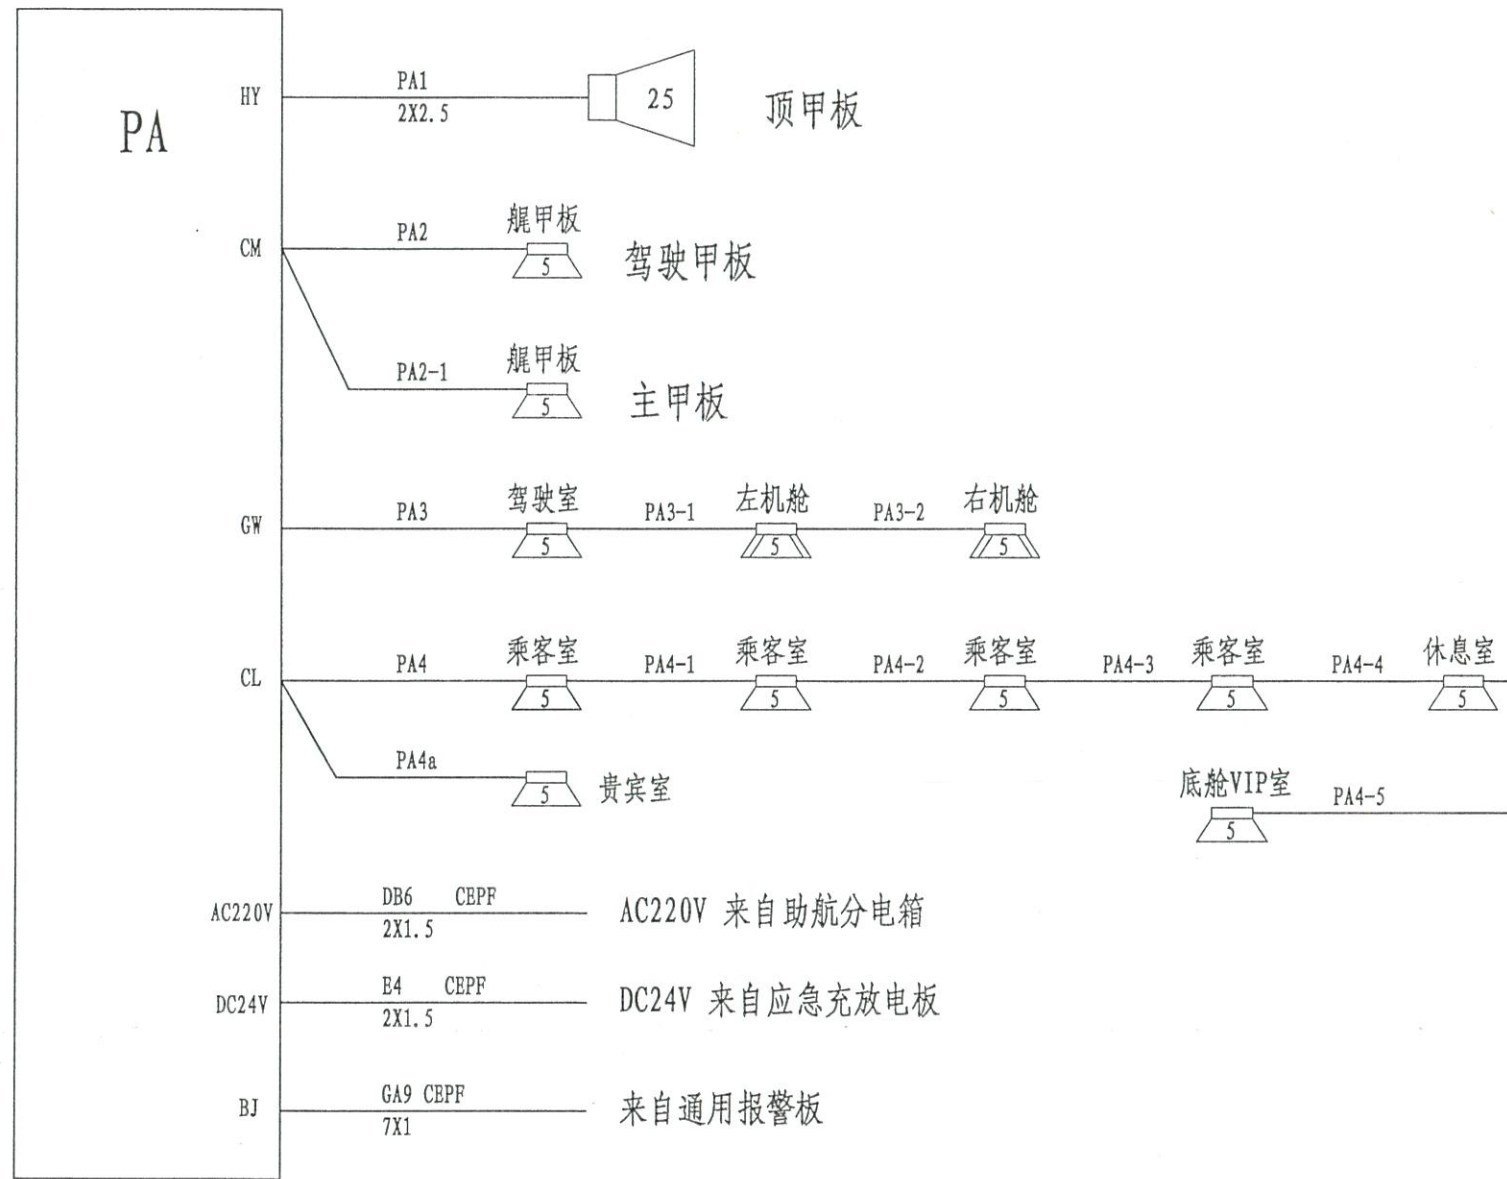 PA
HY
PA1
2X2.5
25
顶甲板
CM
PA2
艉甲板
5
驾驶甲板
PA2-1
艉甲板
5
主甲板
GW
PA3
驾驶室
5
PA3-1
左机舱
5
PA3-2
右机舱
5
CL
PA4
乘客室
5
PA4-1
乘客室
5
PA4-2
乘客室
5
PA4-3
乘客室
5
PA4-4
休息室
5
PA4a
5
贵宾室
底舱VIP室
5
PA4-5
AC220V
DB6 CEPF
2X1.5
AC220V 来自助航分电箱
DC24V
E4 CEPF
2X1.5
DC24V 来自应急充放电板
BJ
GA9 CEPF
7X1
来自通用报警板